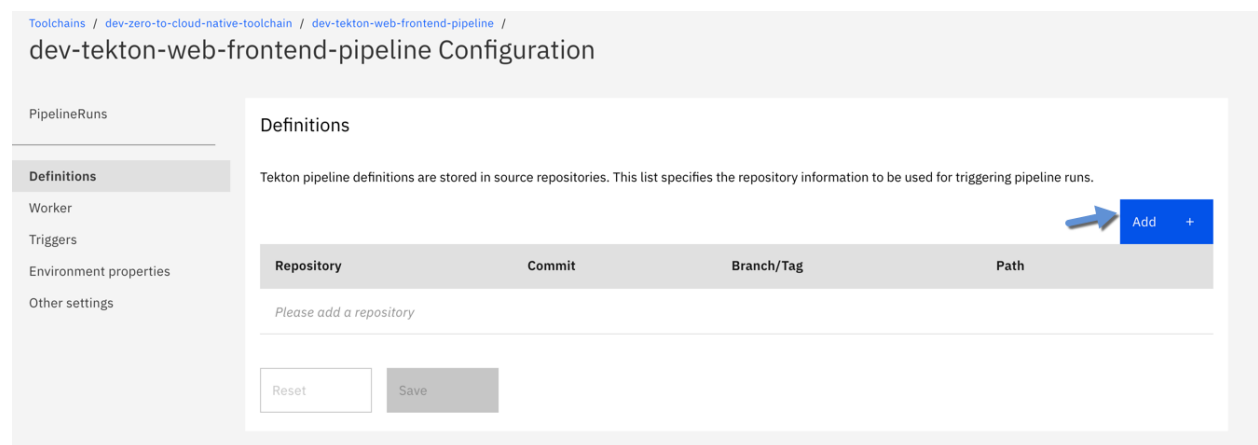 Toolchains / dev-zero-to-cloud-native-toolchain / dev-tekton-web-frontend-pipeline /
dev-tekton-web-frontend-pipeline Configuration
PipelineRuns
Definitions
Worker
Triggers
Environment properties
Other settings
Definitions
Tekton pipeline definitions are stored in source repositories. This list specifies the repository information to be used for triggering pipeline runs.
Add +
Repository Commit Branch/Tag Path
Please add a repository
Reset Save